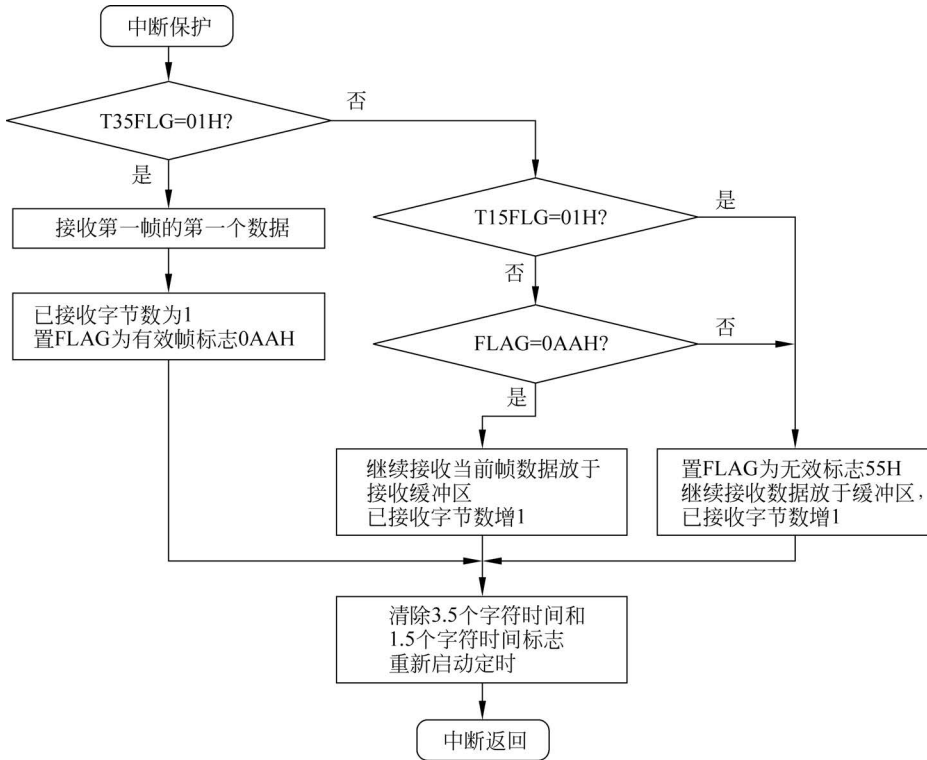 中断保护
T35FLG=01H?
否
是
接收第一帧的第一个数据
已接收字节数为1
置FLAG为有效帧标志0AAH
T15FLG=01H?
是
否
FLAG=0AAH?
否
是
继续接收当前帧数据放于
接收缓冲区
已接收字节数增1
置FLAG为无效标志55H
继续接收数据放于缓冲区,
已接收字节数增1
清除3.5个字符时间和
1.5个字符时间标志
重新启动定时
中断返回